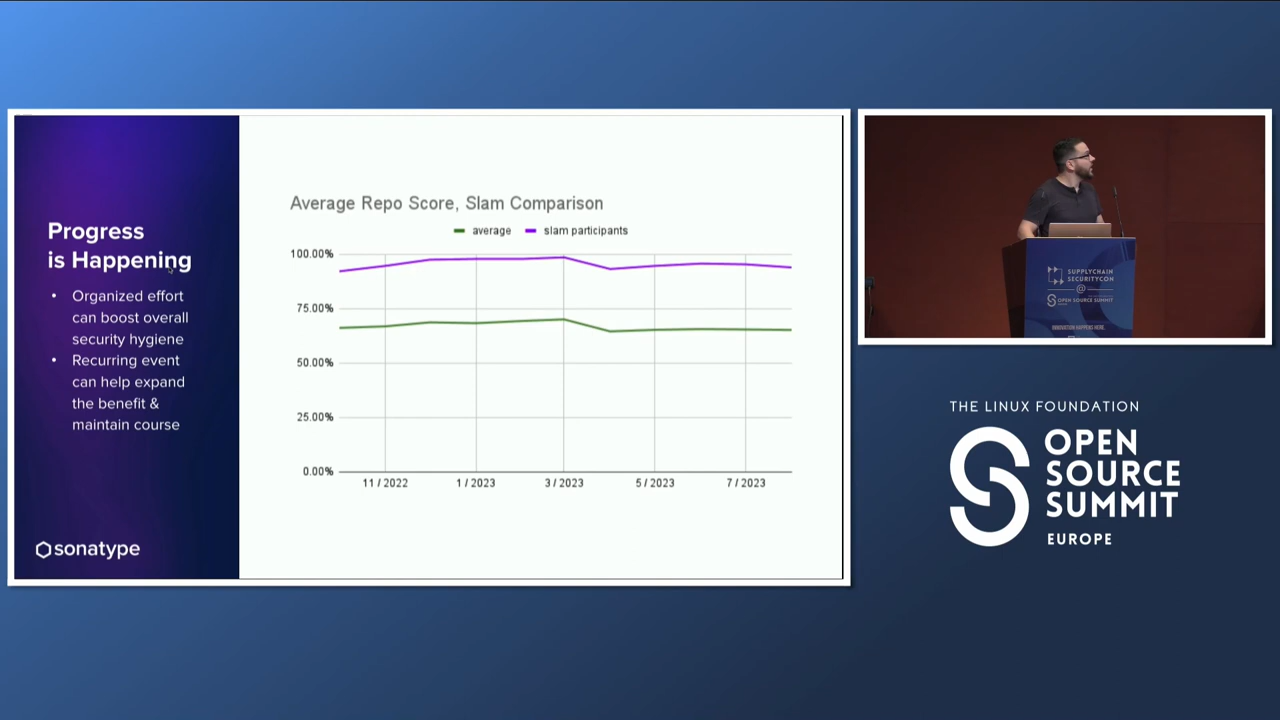 Progress
is Happening
• Organized effort
can boost overall
security hygiene
• Recurring event
can help expand
the benefit &
maintain course
sonatype
Average Repo Score, Slam Comparison
average
slam participants
100.00%
75.00%
50.00%
25.00%
0.00%
11 / 2022
1 / 2023
3 / 2023
5 / 2023
7 / 2023
SUPPLYCHAIN
SECURITYCON
@
OPEN SOURCE SUMMIT
INNOVATION HAPPENS HERE.
THE LINUX FOUNDATION
OPEN
SOURCE
SUMMIT
EUROPE